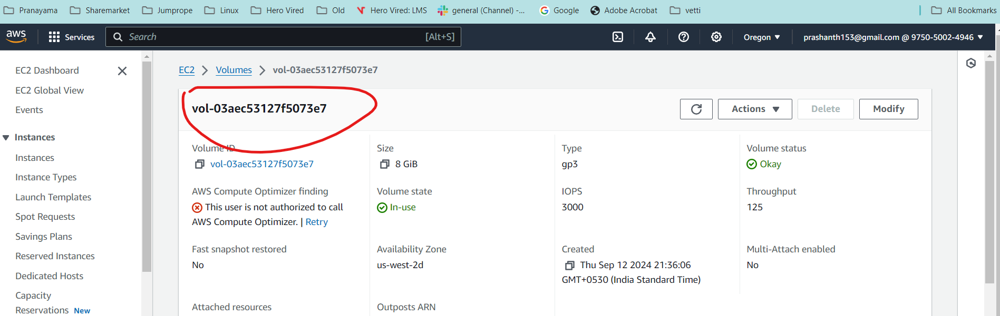 Pranayama Sharemarket Jumprope Linux Hero Vired Old Hero Vired: LMS general (Channel) -... Google Adobe Acrobat vetti All Bookmarks
aws Services Search [Alt+S] Oregon prashanth153@gmail.com @ 9750-5002-4946
EC2 Dashboard
EC2 Global View
Events
Instances
Instances
Instance Types
Launch Templates
Spot Requests
Savings Plans
Reserved Instances
Dedicated Hosts
Capacity
Reservations New
EC2 Volumes vol-03aec53127f5073e7
vol-03aec53127f5073e7
Actions Delete Modify
Volume ID
vol-03aec53127f5073e7
Size
8 GiB
Type
gp3
Volume status
Okay
AWS Compute Optimizer finding
This user is not authorized to call
AWS Compute Optimizer. | Retry
Volume state
In-use
IOPS
3000
Throughput
125
Fast snapshot restored
No
Availability Zone
us-west-2d
Created
Thu Sep 12 2024 21:36:06
GMT+0530 (India Standard Time)
Multi-Attach enabled
No
Attached resources
Outposts ARN